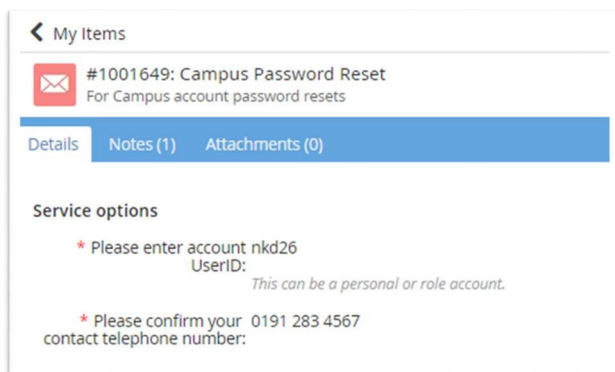 My Items
#1001649: Campus Password Reset
For Campus account password resets
Details Notes (1) Attachments (0)
Service options
* Please enter account nkd26
UserID:
This can be a personal or role account.
* Please confirm your 0191 283 4567
contact telephone number: